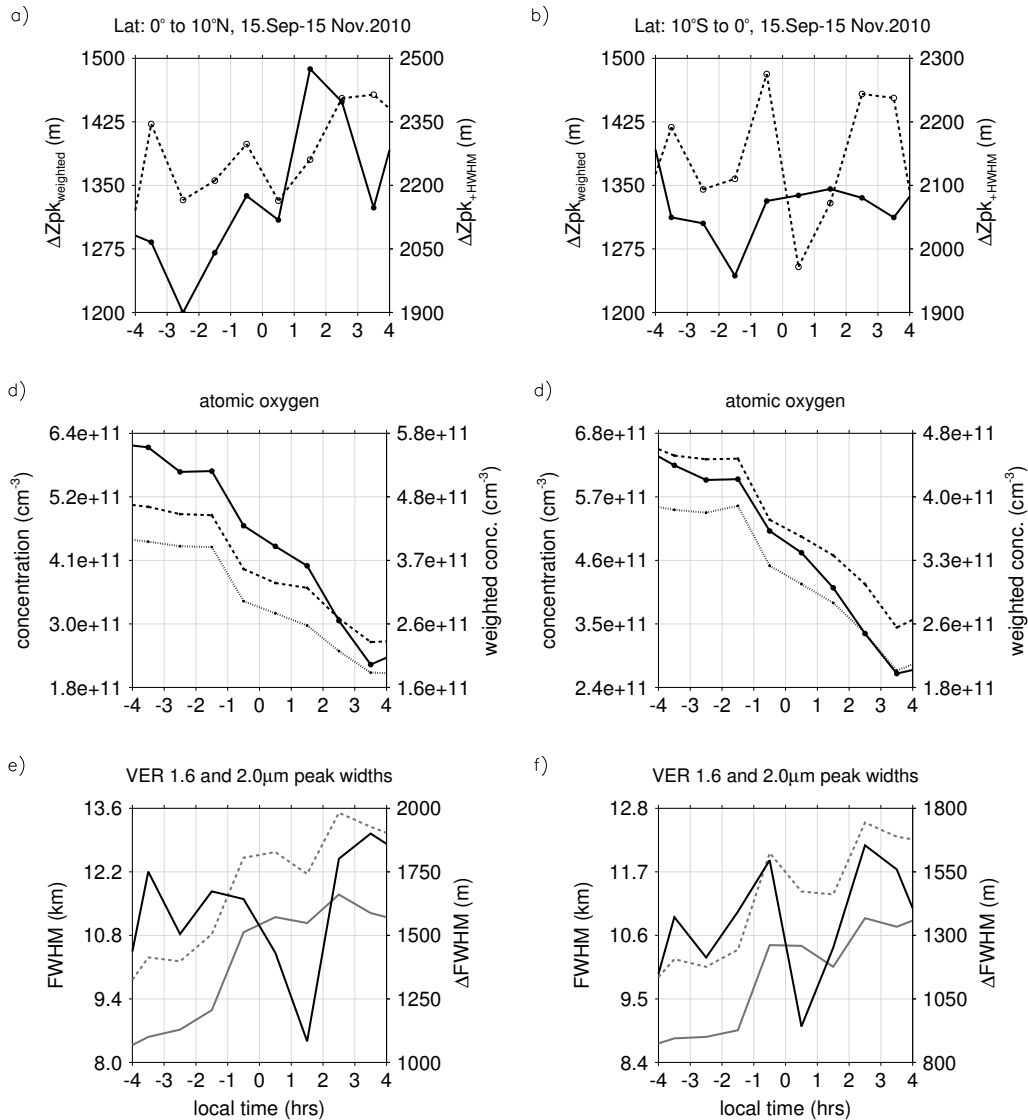 a)
Lat: 0° to 10°N, 15.Sep-15 Nov.2010
1500
1425
1350
1275
1200
ΔZpk_weighted (m)
2500
2350
2200
2050
1900
ΔZpk_+HWHM (m)
-4 -3 -2 -1 0 1 2 3 4
b)
Lat: 10°S to 0°, 15.Sep-15 Nov.2010
1500
1425
1350
1275
1200
ΔZpk_weighted (m)
2300
2200
2100
2000
1900
ΔZpk_+HWHM (m)
-4 -3 -2 -1 0 1 2 3 4
d)
atomic oxygen
6.4e+11
5.2e+11
4.1e+11
3.0e+11
1.8e+11
concentration (cm⁻³)
5.8e+11
4.8e+11
3.7e+11
2.6e+11
1.6e+11
weighted conc. (cm⁻³)
-4 -3 -2 -1 0 1 2 3 4
d)
atomic oxygen
6.8e+11
5.7e+11
4.6e+11
3.5e+11
2.4e+11
concentration (cm⁻³)
4.8e+11
4.0e+11
3.3e+11
2.6e+11
1.8e+11
weighted conc. (cm⁻³)
-4 -3 -2 -1 0 1 2 3 4
e)
VER 1.6 and 2.0μm peak widths
13.6
12.2
10.8
9.4
8.0
FWHM (km)
2000
1750
1500
1250
1000
ΔFWHM (m)
-4 -3 -2 -1 0 1 2 3 4
local time (hrs)
f)
VER 1.6 and 2.0μm peak widths
12.8
11.7
10.6
9.5
8.4
FWHM (km)
1800
1550
1300
1050
800
ΔFWHM (m)
-4 -3 -2 -1 0 1 2 3 4
local time (hrs)